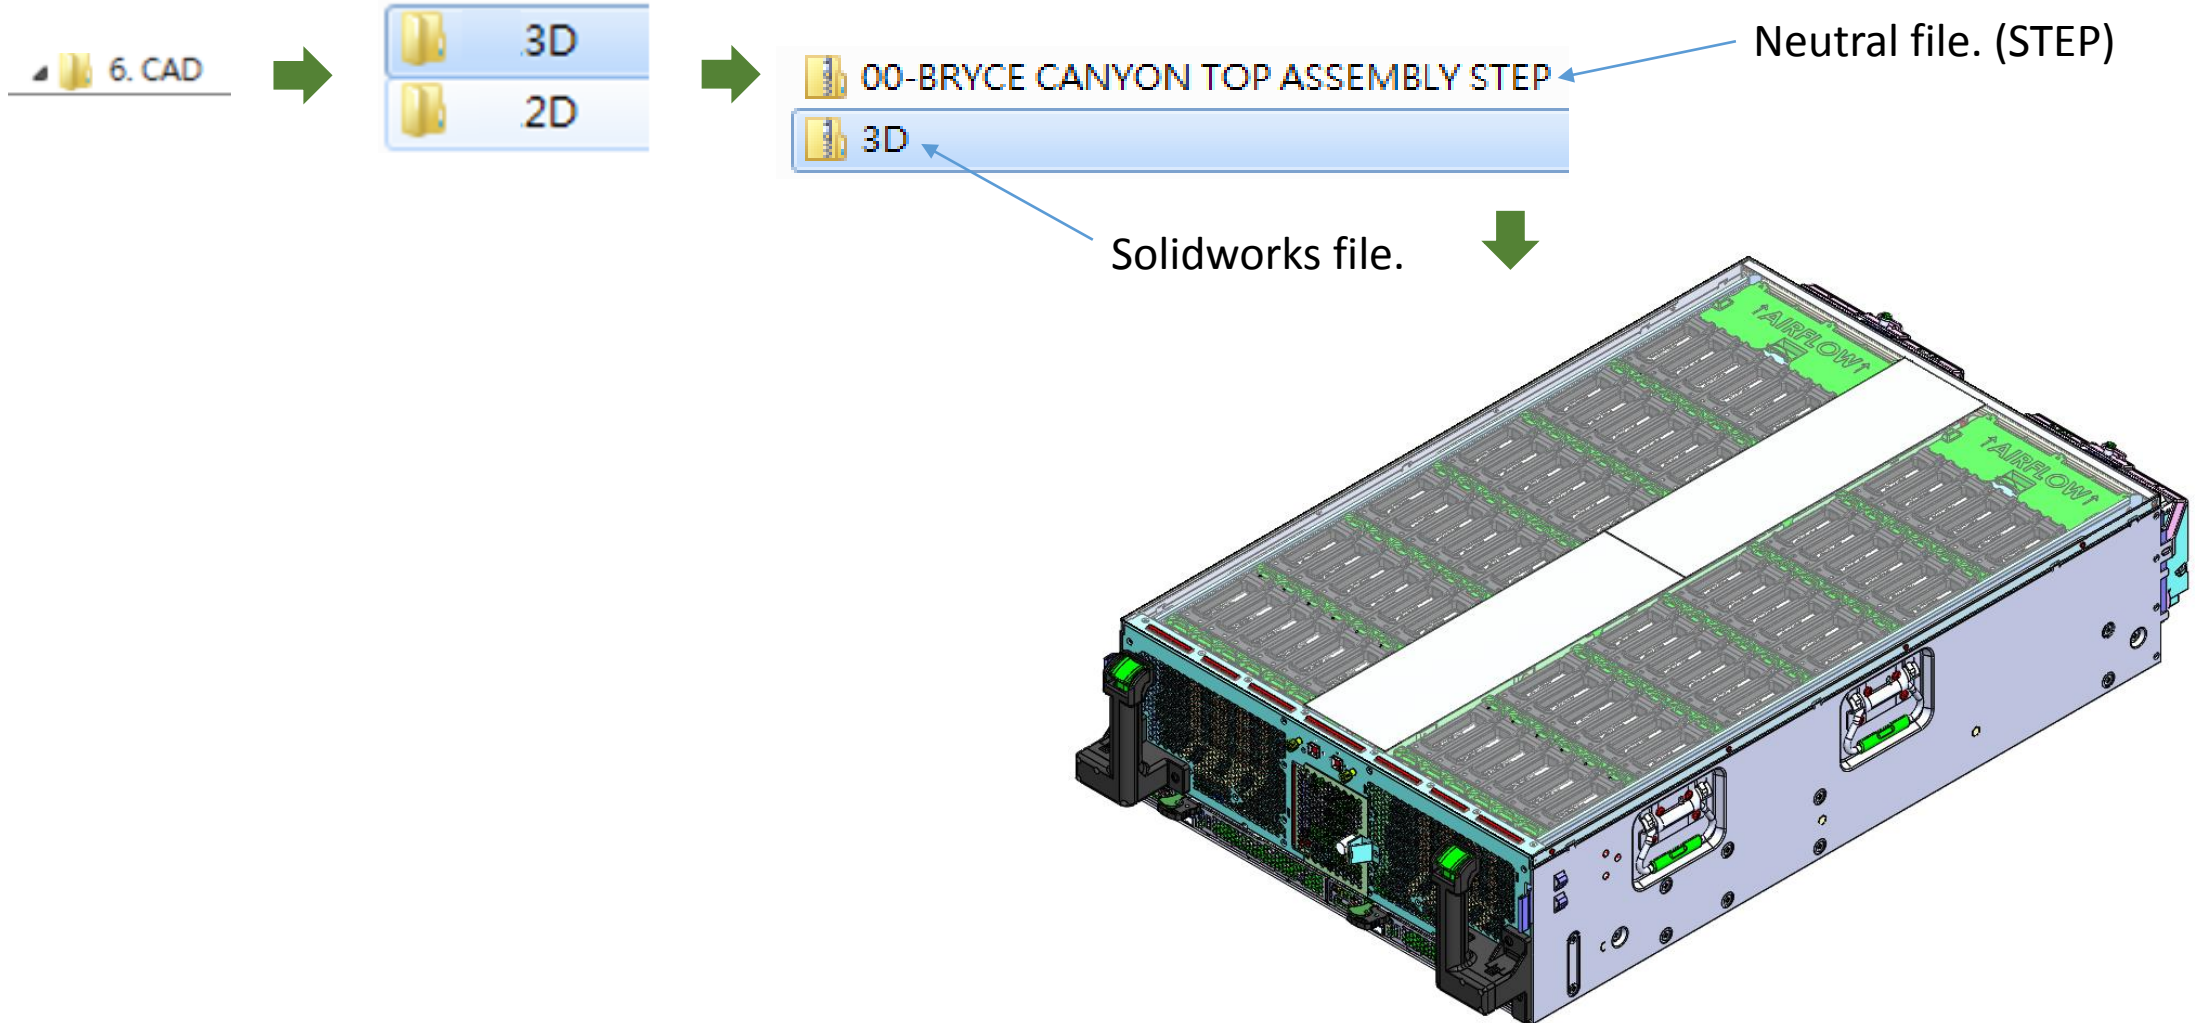 6. CAD
.3D
.2D
00-BRYCE CANYON TOP ASSEMBLY STEP
3D
Neutral file. (STEP)
Solidworks file.
↑AIRFLOW↑
↑AIRFLOW↑